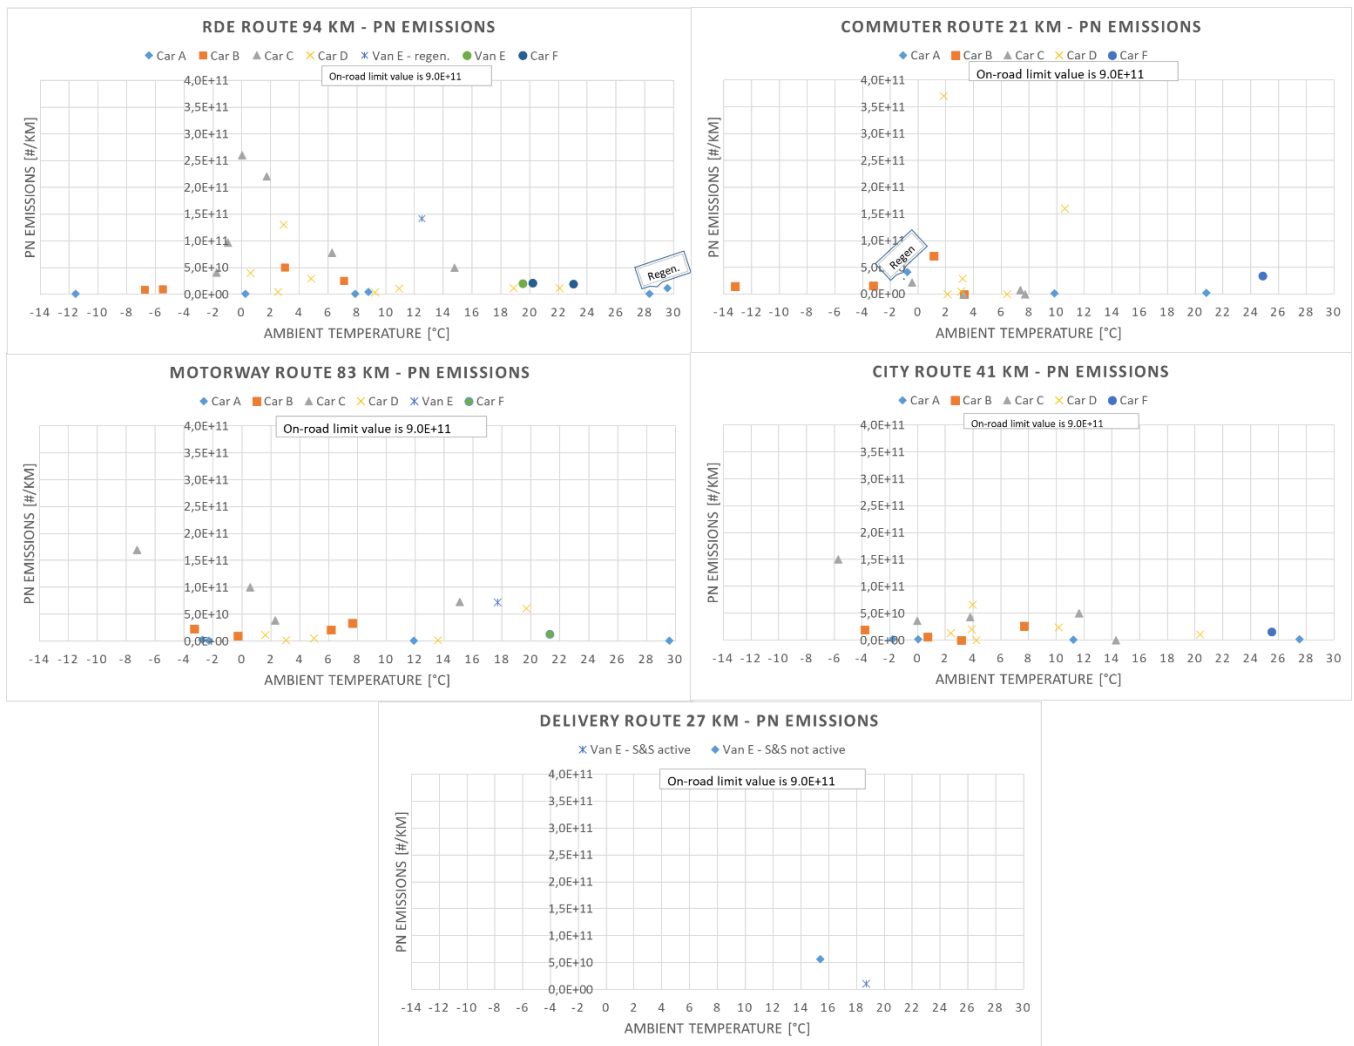 RDE ROUTE 94 KM - PN EMISSIONS
Car A Car B Car C Car D Van E - regen. Van E Car F
On-road limit value is 9.0E+11
4,0E+11
3,5E+11
3,0E+11
2,5E+11
2,0E+11
1,5E+11
1,0E+11
5,0E+10
0,0E+00
Regen.
-14 -12 -10 -8 -6 -4 -2 0 2 4 6 8 10 12 14 16 18 20 22 24 26 28 30
PN EMISSIONS [#/KM]
AMBIENT TEMPERATURE [°C]
COMMUTER ROUTE 21 KM - PN EMISSIONS
Car A Car B Car C Car D Car F
On-road limit value is 9.0E+11
4,0E+11
3,5E+11
3,0E+11
2,5E+11
2,0E+11
1,5E+11
1,0E+11
Regen
0,0E+00
-14 -12 -10 -8 -6 -4 -2 0 2 4 6 8 10 12 14 16 18 20 22 24 26 28 30
PN EMISSIONS [#/KM]
AMBIENT TEMPERATURE [°C]
MOTORWAY ROUTE 83 KM - PN EMISSIONS
Car A Car B Car C Car D Van E Car F
On-road limit value is 9.0E+11
4,0E+11
3,5E+11
3,0E+11
2,5E+11
2,0E+11
1,5E+11
1,0E+11
5,0E+10
0,0E+00
-14 -12 -10 -8 -6 -4 -2 0 2 4 6 8 10 12 14 16 18 20 22 24 26 28 30
PN EMISSIONS [#/KM]
AMBIENT TEMPERATURE [°C]
CITY ROUTE 41 KM - PN EMISSIONS
Car A Car B Car C Car D Car F
On-road limit value is 9.0E+11
4,0E+11
3,5E+11
3,0E+11
2,5E+11
2,0E+11
1,5E+11
1,0E+11
5,0E+10
0,0E+00
-14 -12 -10 -8 -6 -4 -2 0 2 4 6 8 10 12 14 16 18 20 22 24 26 28 30
PN EMISSIONS [#/KM]
AMBIENT TEMPERATURE [°C]
DELIVERY ROUTE 27 KM - PN EMISSIONS
Van E - S&S active Van E - S&S not active
On-road limit value is 9.0E+11
4,0E+11
3,5E+11
3,0E+11
2,5E+11
2,0E+11
1,5E+11
1,0E+11
5,0E+10
0,0E+00
-14 -12 -10 -8 -6 -4 -2 0 2 4 6 8 10 12 14 16 18 20 22 24 26 28 30
PN EMISSIONS [#/KM]
AMBIENT TEMPERATURE [°C]